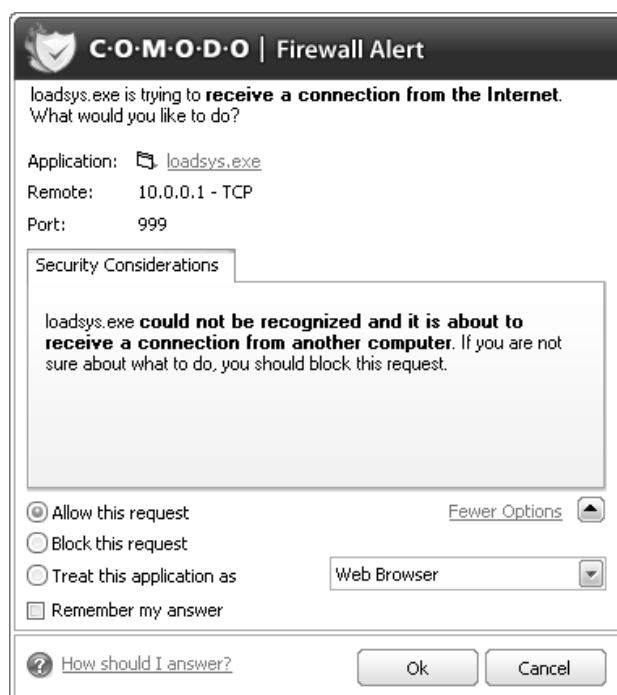 C·O·M·O·D·O | Firewall Alert
loadsys.exe is trying to receive a connection from the Internet.
What would you like to do?
Application: loadsys.exe
Remote: 10.0.0.1 - TCP
Port: 999
Security Considerations
loadsys.exe could not be recognized and it is about to
receive a connection from another computer. If you are not
sure about what to do, you should block this request.
Allow this request Fewer Options
Block this request
Treat this application as Web Browser
Remember my answer
? How should I answer? Ok Cancel